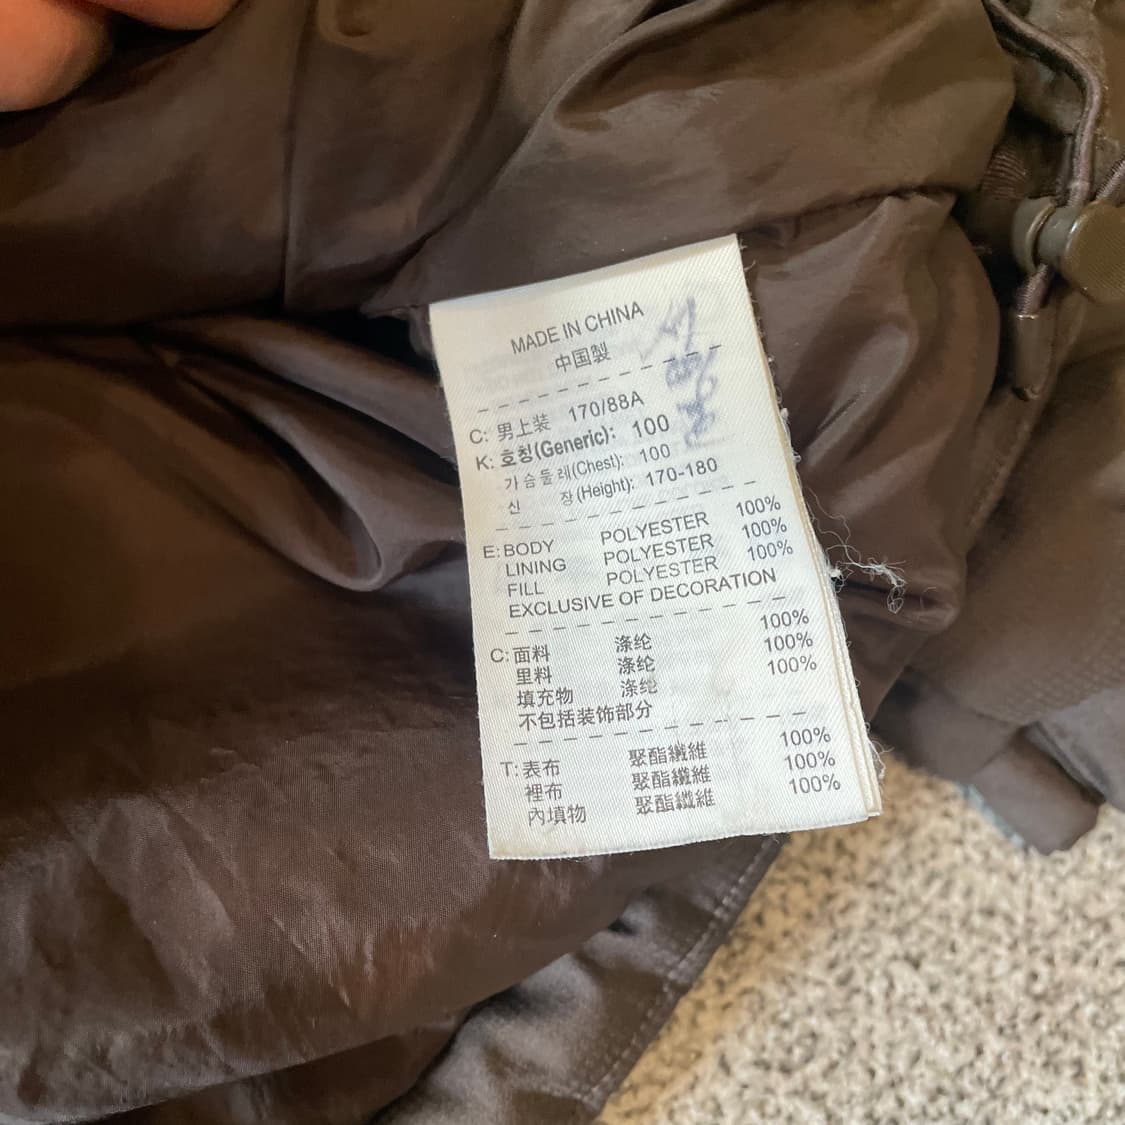 MADE IN CHINA
中国製
C: 男上装 170/88A
K: 호칭(Generic): 100
가슴둘레(Chest): 100
신 장(Height): 170-180
E: BODY POLYESTER 100%
LINING POLYESTER 100%
FILL POLYESTER 100%
EXCLUSIVE OF DECORATION
C: 面料 涤纶 100%
里料 涤纶 100%
填充物 涤纶 100%
不包括装饰部分
T: 表布 聚酯纖維 100%
裡布 聚酯纖維 100%
內填物 聚酯纖維 100%